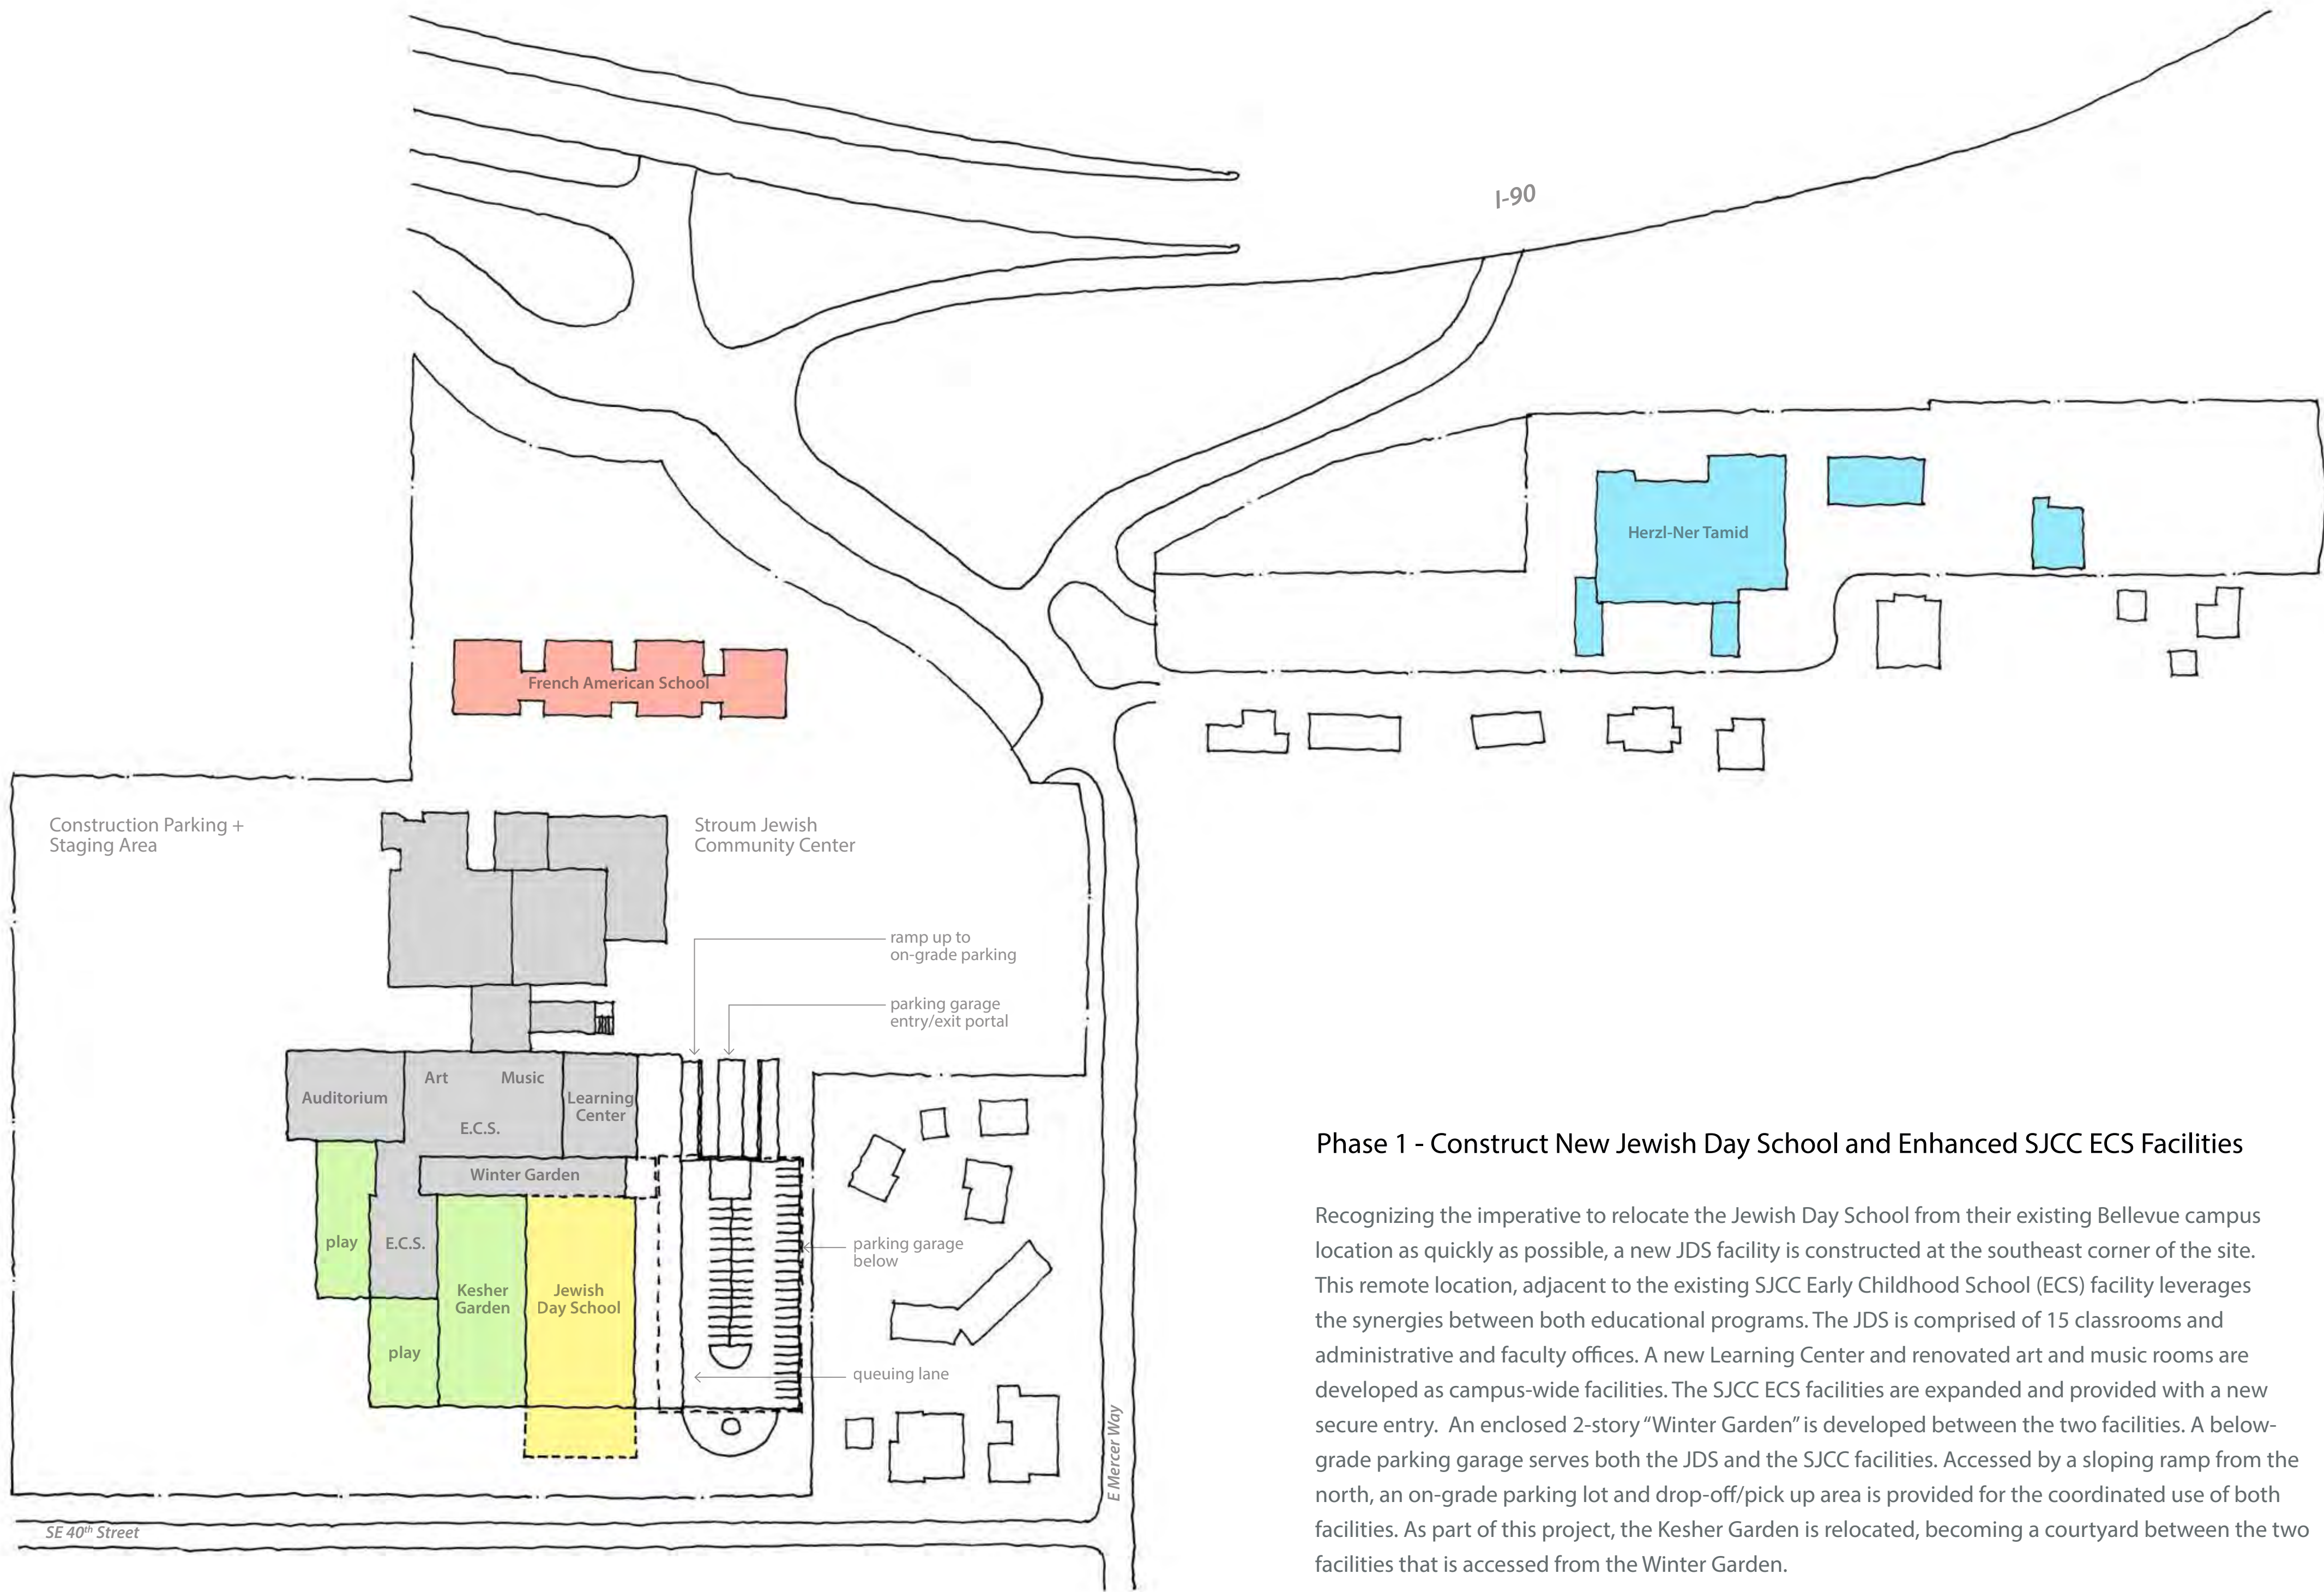 I-90
Herzl-Ner Tamid
French American School
Construction Parking +
Staging Area
Stroum Jewish
Community Center
ramp up to
on-grade parking
parking garage
entry/exit portal
Art
Music
Auditorium
Learning
Center
E.C.S.
Winter Garden
play
E.C.S.
parking garage
below
Kesher
Garden
Jewish
Day School
play
queuing lane
E Mercer Way
SE 40th Street
Phase 1 - Construct New Jewish Day School and Enhanced SJCC ECS Facilities
Recognizing the imperative to relocate the Jewish Day School from their existing Bellevue campus
location as quickly as possible, a new JDS facility is constructed at the southeast corner of the site.
This remote location, adjacent to the existing SJCC Early Childhood School (ECS) facility leverages
the synergies between both educational programs. The JDS is comprised of 15 classrooms and
administrative and faculty offices. A new Learning Center and renovated art and music rooms are
developed as campus-wide facilities. The SJCC ECS facilities are expanded and provided with a new
secure entry.  An enclosed 2-story “Winter Garden” is developed between the two facilities. A below-
grade parking garage serves both the JDS and the SJCC facilities. Accessed by a sloping ramp from the
north, an on-grade parking lot and drop-off/pick up area is provided for the coordinated use of both
facilities. As part of this project, the Kesher Garden is relocated, becoming a courtyard between the two
facilities that is accessed from the Winter Garden.